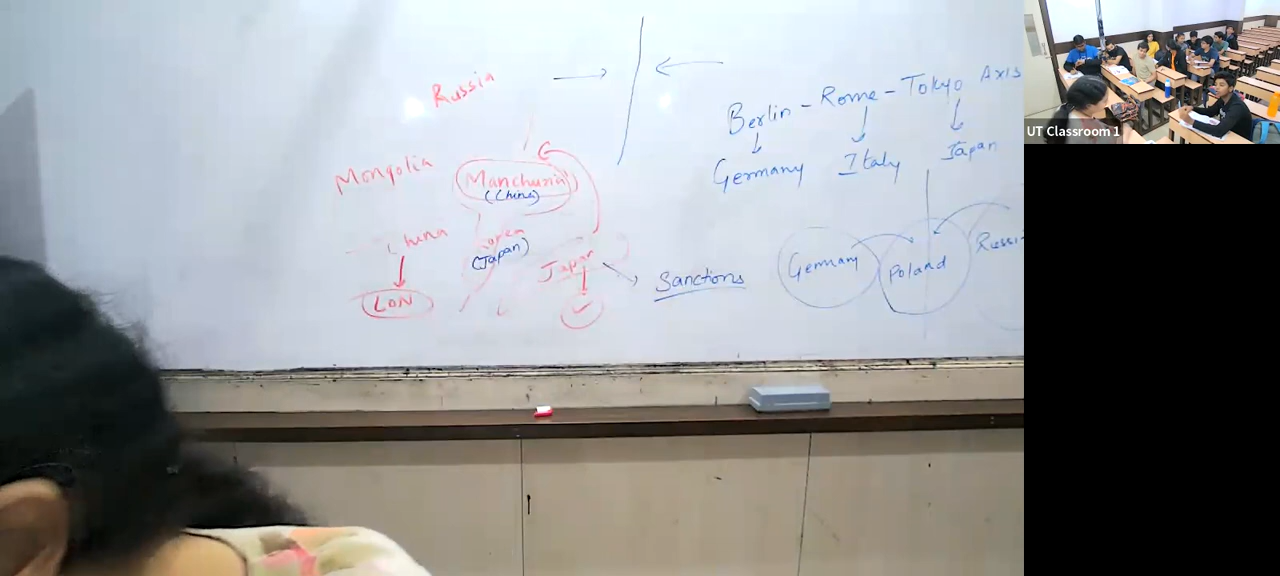 Russia
Berlin - Rome - Tokyo Axis
Germany Italy Japan
Mongolia Manchuria
(China)
China
(Japan)
Japan
LON
Sanctions
Germany Poland
UT Classroom 1